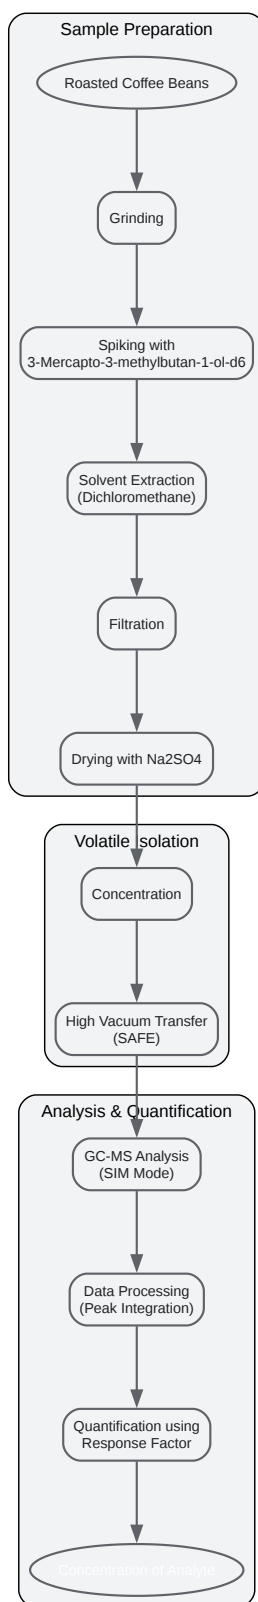 Sample Preparation
Roasted Coffee Beans
Grinding
Spiking with
3-Mercapto-3-methylbutan-1-ol-d6
Solvent Extraction
(Dichloromethane)
Filtration
Drying with Na2SO4
Volatile Isolation
Concentration
High Vacuum Transfer
(SAFE)
Analysis & Quantification
GC-MS Analysis
(SIM Mode)
Data Processing
(Peak Integration)
Quantification using
Response Factor
Concentration of Analyte